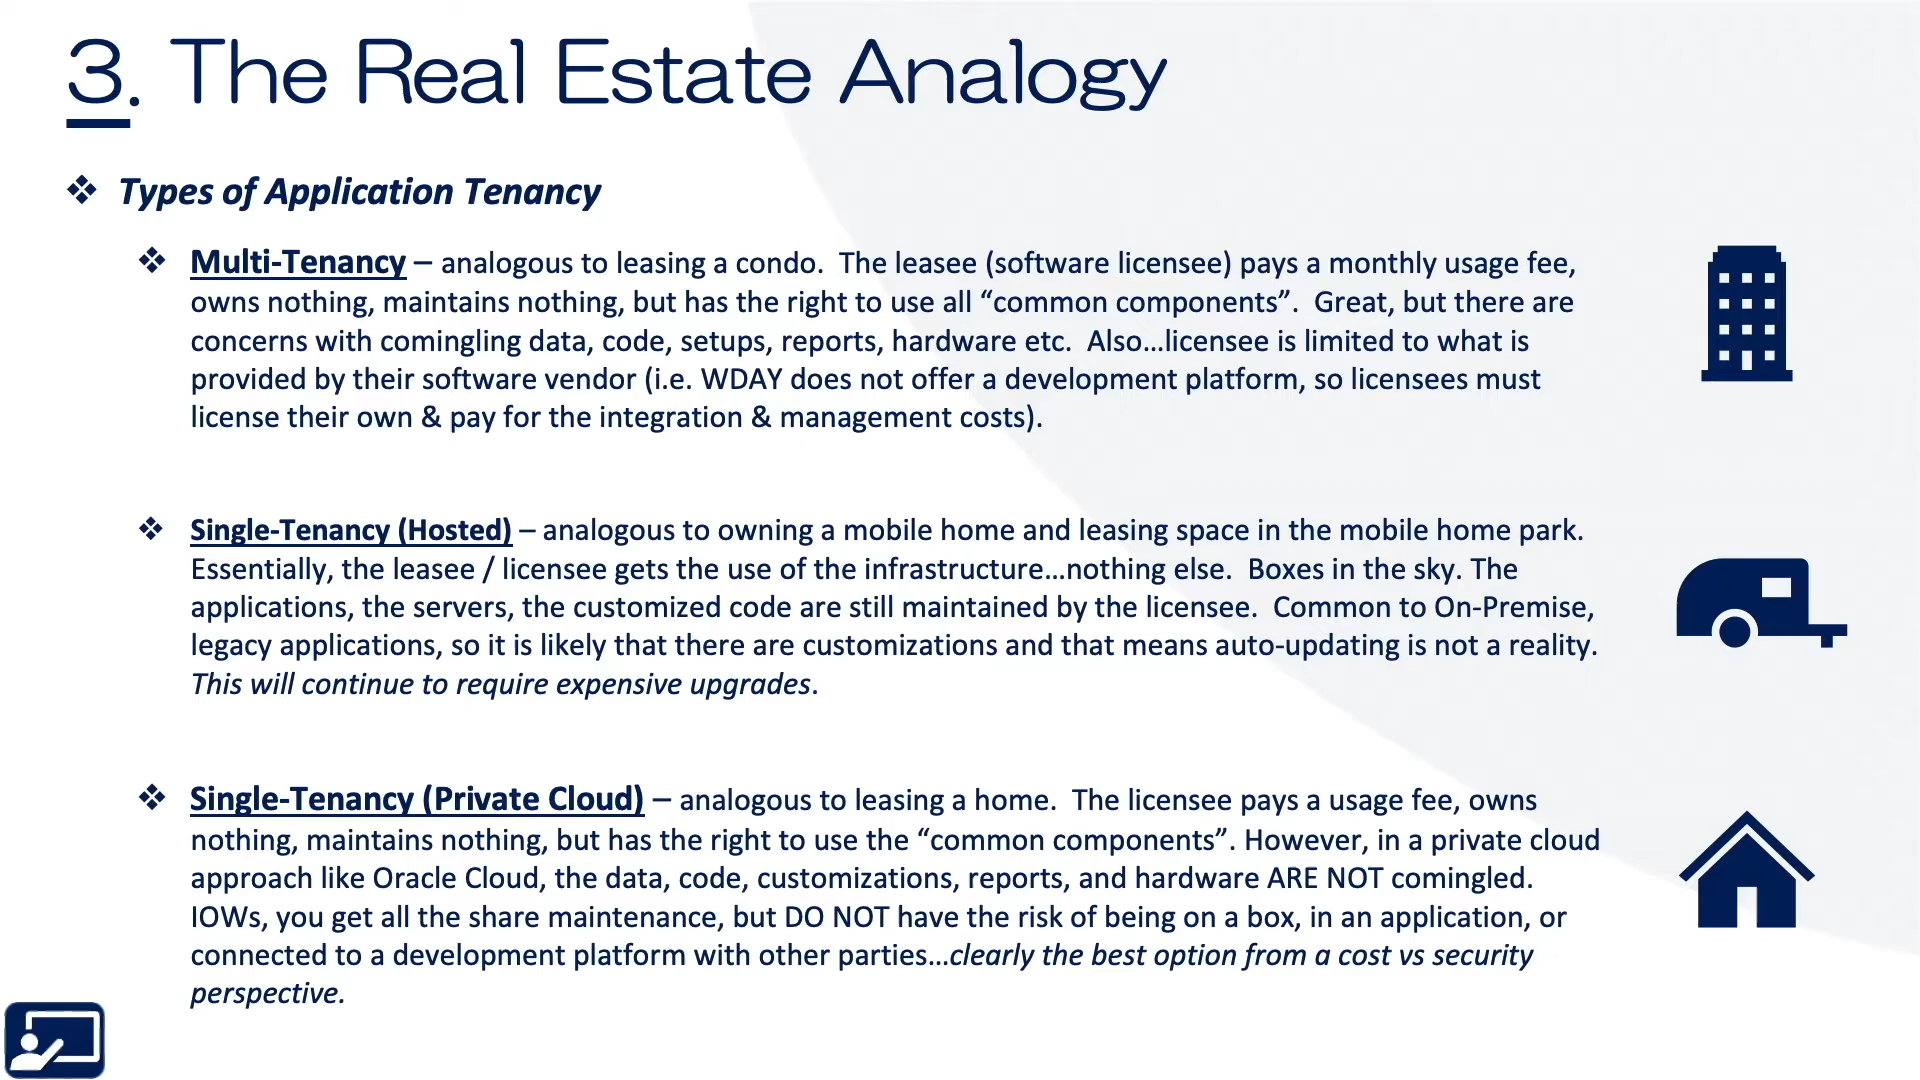 3. The Real Estate Analogy
❖ Types of Application Tenancy
❖ Multi-Tenancy – analogous to leasing a condo.  The leasee (software licensee) pays a monthly usage fee,
owns nothing, maintains nothing, but has the right to use all “common components”.  Great, but there are
concerns with comingling data, code, setups, reports, hardware etc.  Also…licensee is limited to what is
provided by their software vendor (i.e. WDAY does not offer a development platform, so licensees must
license their own & pay for the integration & management costs).
❖ Single-Tenancy (Hosted) – analogous to owning a mobile home and leasing space in the mobile home park.
Essentially, the leasee / licensee gets the use of the infrastructure…nothing else.  Boxes in the sky. The
applications, the servers, the customized code are still maintained by the licensee.  Common to On-Premise,
legacy applications, so it is likely that there are customizations and that means auto-updating is not a reality.
This will continue to require expensive upgrades.
❖ Single-Tenancy (Private Cloud) – analogous to leasing a home.  The licensee pays a usage fee, owns
nothing, maintains nothing, but has the right to use the “common components”. However, in a private cloud
approach like Oracle Cloud, the data, code, customizations, reports, and hardware ARE NOT comingled.
IOWs, you get all the share maintenance, but DO NOT have the risk of being on a box, in an application, or
connected to a development platform with other parties…clearly the best option from a cost vs security
perspective.